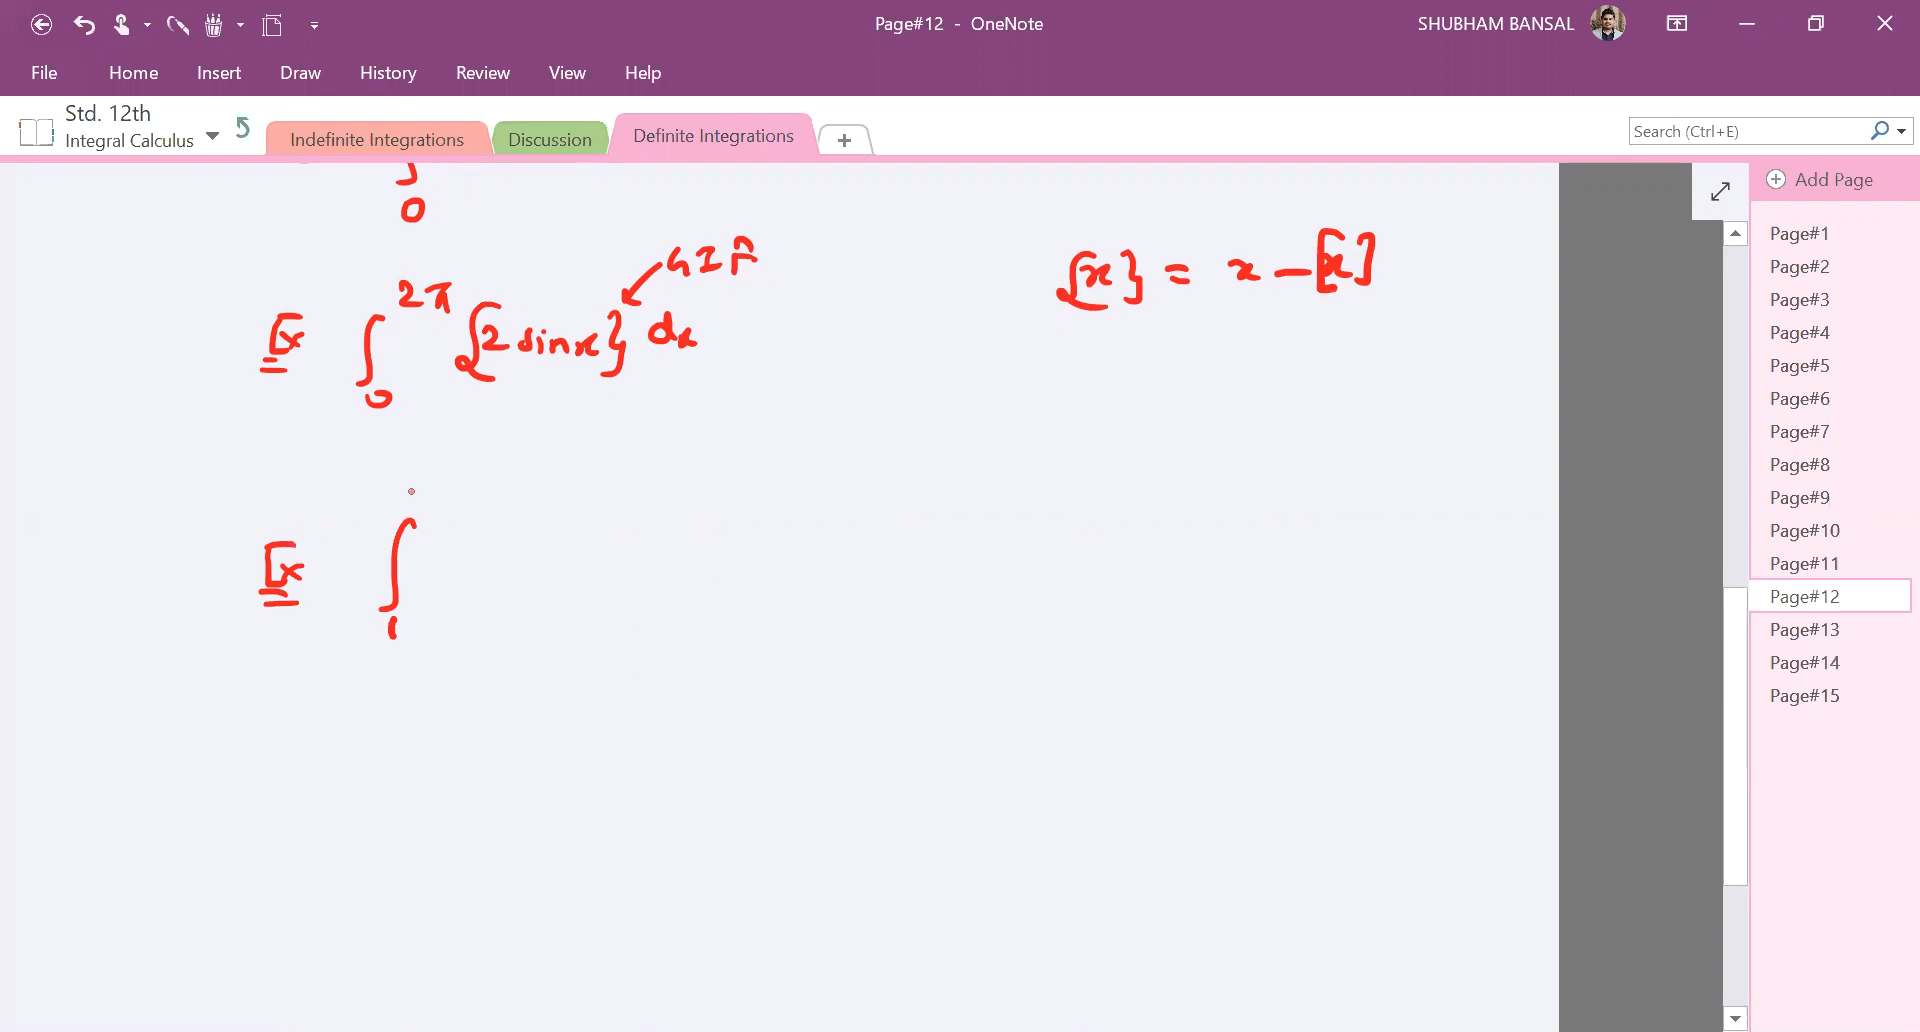 Page#12 - OneNote
SHUBHAM BANSAL
File Home Insert Draw History Review View Help
Std. 12th
Integral Calculus
Indefinite Integrations
Discussion
Definite Integrations
+
Search (Ctrl+E)
Add Page
Page#1
Page#2
Page#3
Page#4
Page#5
Page#6
Page#7
Page#8
Page#9
Page#10
Page#11
Page#12
Page#13
Page#14
Page#15
∫ 0
GIF
{x} = x - [x]
Ex ∫₀^2π {2 sinx} dx
Ex ∫₁